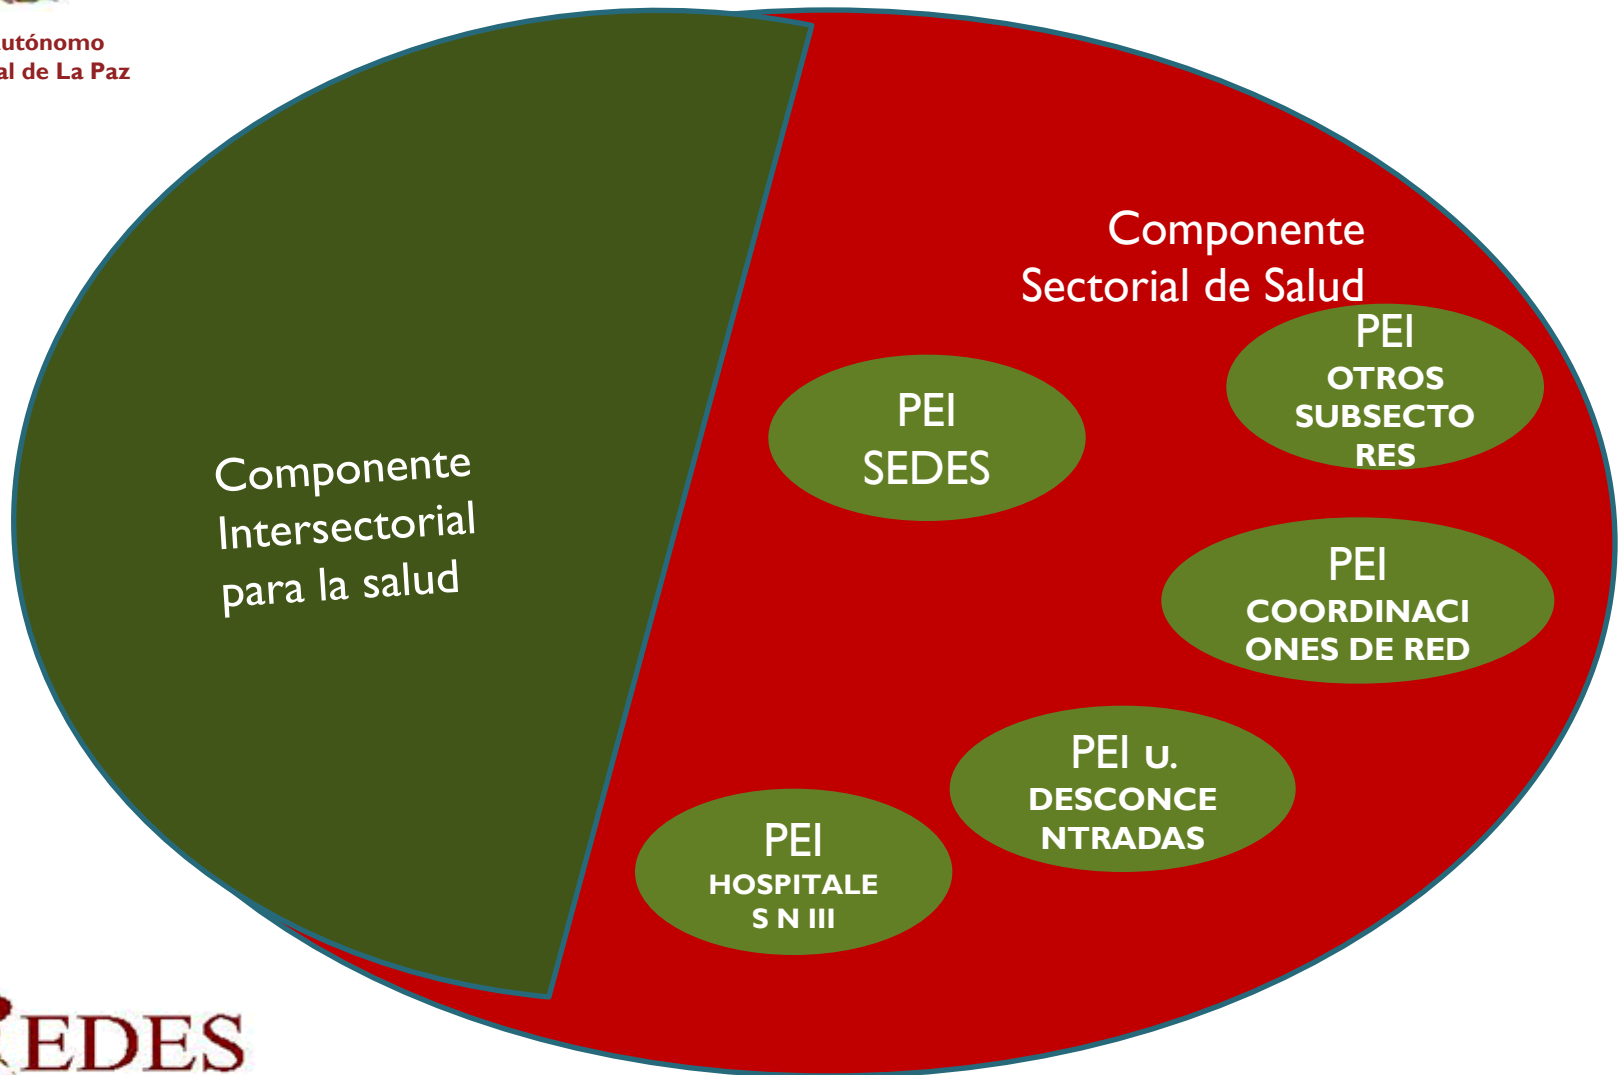 utónomo
al de La Paz
Componente
Sectorial de Salud
PEI
OTROS
SUBSECTO
RES
PEI
SEDES
Componente
Intersectorial
para la salud
PEI
COORDINACI
ONES DE RED
PEI U.
DESCONCE
NTRADAS
PEI
HOSPITALE
S N III
EDES